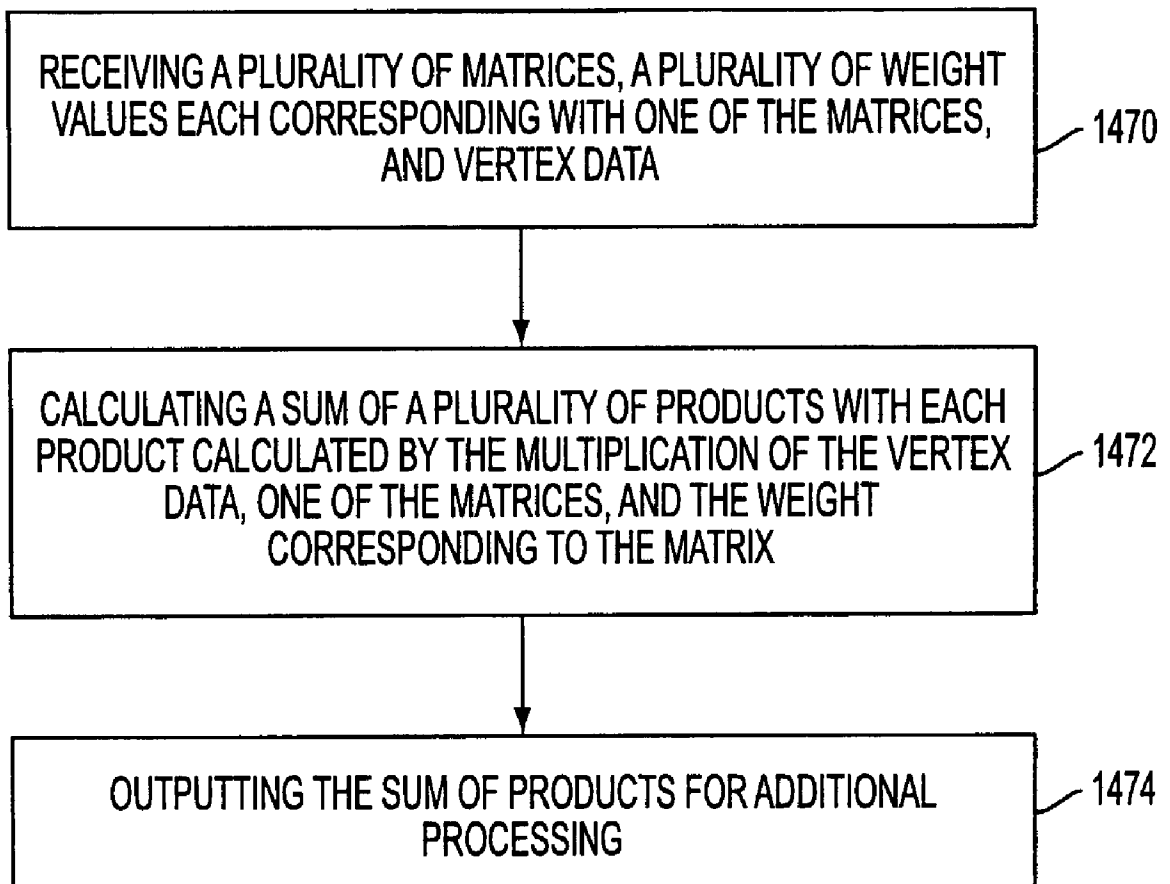 RECEIVING A PLURALITY OF MATRICES, A PLURALITY OF WEIGHT
VALUES EACH CORRESPONDING WITH ONE OF THE MATRICES,
AND VERTEX DATA
1470
CALCULATING A SUM OF A PLURALITY OF PRODUCTS WITH EACH
PRODUCT CALCULATED BY THE MULTIPLICATION OF THE VERTEX
DATA, ONE OF THE MATRICES, AND THE WEIGHT
CORRESPONDING TO THE MATRIX
1472
OUTPUTTING THE SUM OF PRODUCTS FOR ADDITIONAL
PROCESSING
1474